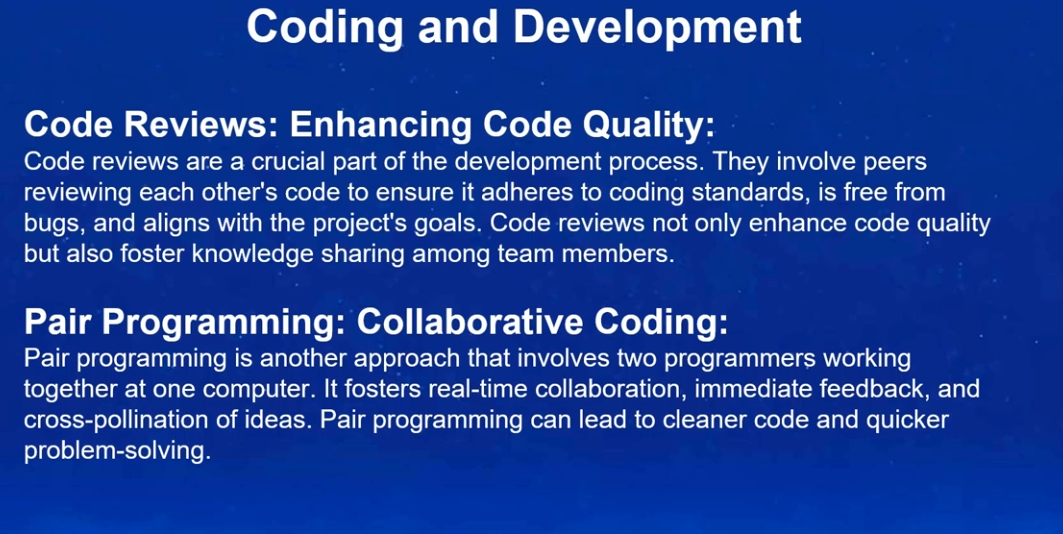 Coding and Development
Code Reviews: Enhancing Code Quality:
Code reviews are a crucial part of the development process. They involve peers
reviewing each other's code to ensure it adheres to coding standards, is free from
bugs, and aligns with the project's goals. Code reviews not only enhance code quality
but also foster knowledge sharing among team members.
Pair Programming: Collaborative Coding:
Pair programming is another approach that involves two programmers working
together at one computer. It fosters real-time collaboration, immediate feedback, and
cross-pollination of ideas. Pair programming can lead to cleaner code and quicker
problem-solving.